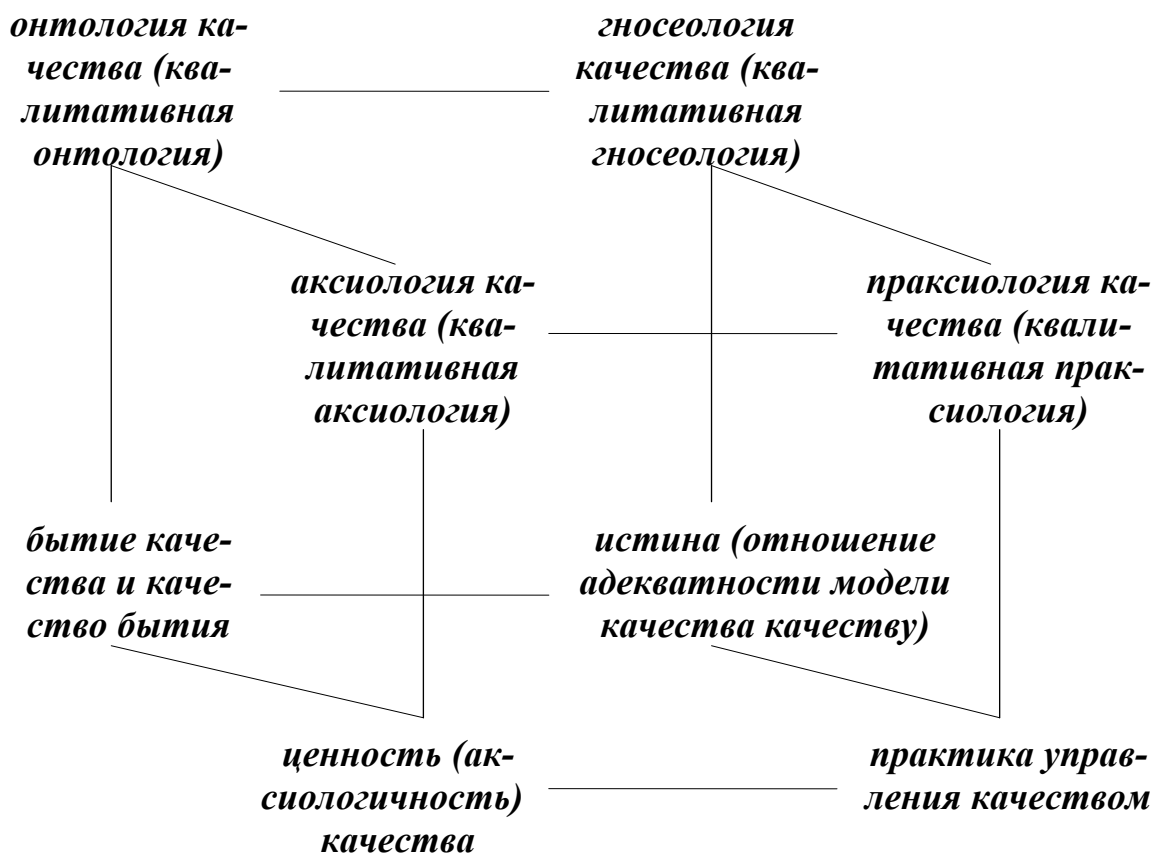 онтология ка-
чества (ква-
литативная
онтология)
гносеология
качества (ква-
литативная
гносеология)
аксиология ка-
чества (ква-
литативная
аксиология)
праксиология ка-
чества (квали-
тативная прак-
сиология)
бытие каче-
ства и каче-
ство бытия
истина (отношение
адекватности модели
качества качеству)
ценность (ак-
сиологичность)
качества
практика управ-
ления качеством